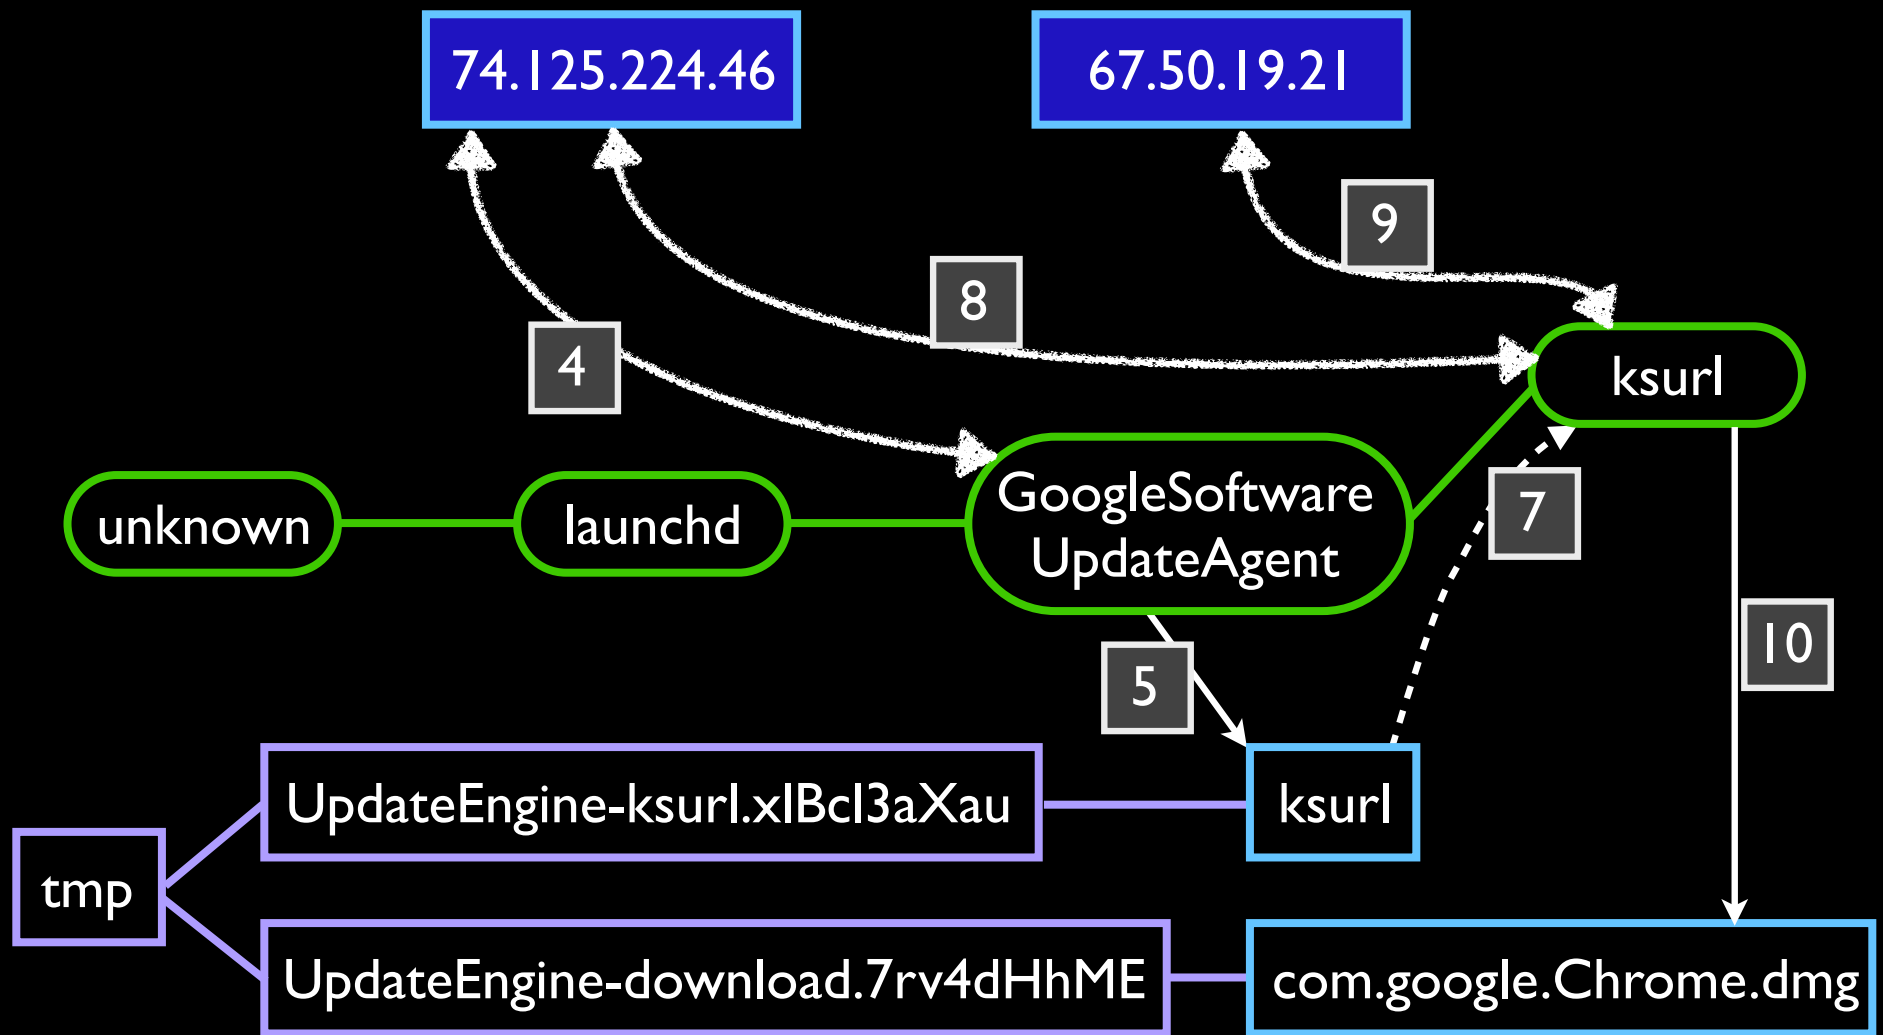 74.125.224.46
67.50.19.21
9
8
4
ksurl
GoogleSoftware
UpdateAgent
unknown
launchd
7
10
5
UpdateEngine-ksurl.xlBcl3aXau
ksurl
tmp
UpdateEngine-download.7rv4dHhME
com.google.Chrome.dmg